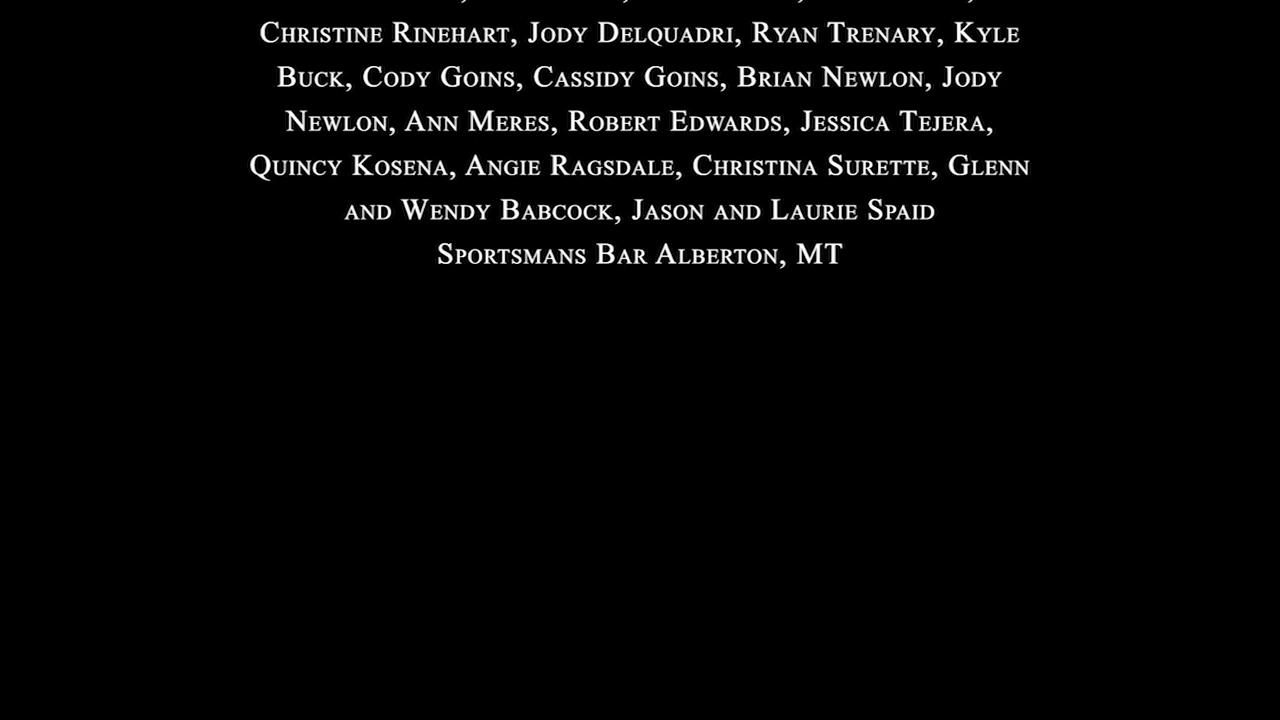 Christine Rinehart, Jody Delquadri, Ryan Trenary, Kyle
Buck, Cody Goins, Cassidy Goins, Brian Newlon, Jody
Newlon, Ann Meres, Robert Edwards, Jessica Tejera,
Quincy Kosena, Angie Ragsdale, Christina Surette, Glenn
and Wendy Babcock, Jason and Laurie Spaid
Sportsmans Bar Alberton, MT